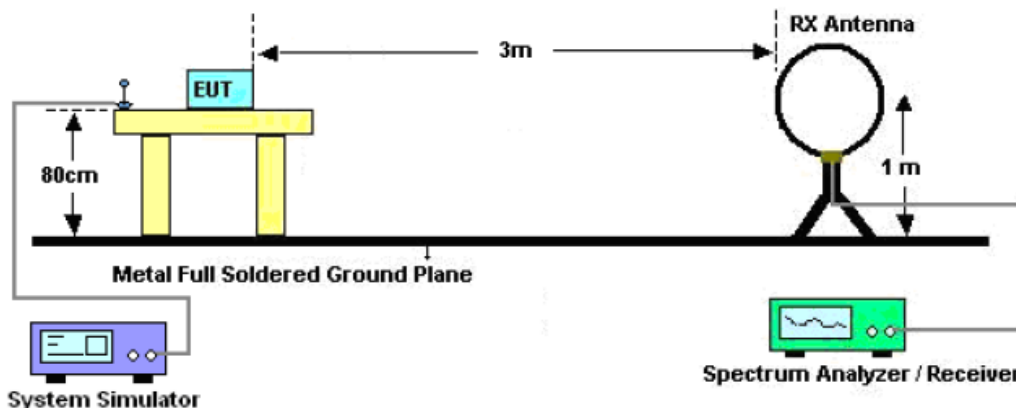 RX Antenna
3m
EUT
80cm
1 m
Metal Full Soldered Ground Plane
System Simulator
Spectrum Analyzer / Receiver